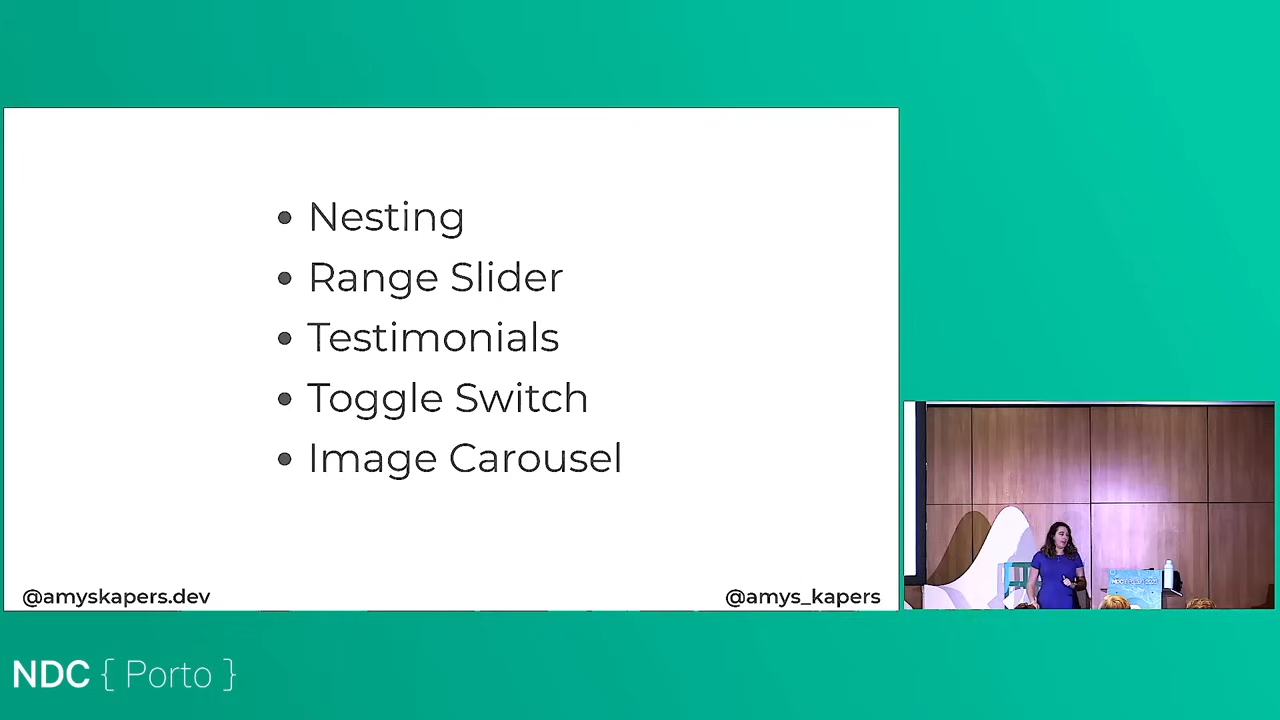 • Nesting
• Range Slider
• Testimonials
• Toggle Switch
• Image Carousel
@amyskapers.dev
@amys_kapers
NDC { Porto }